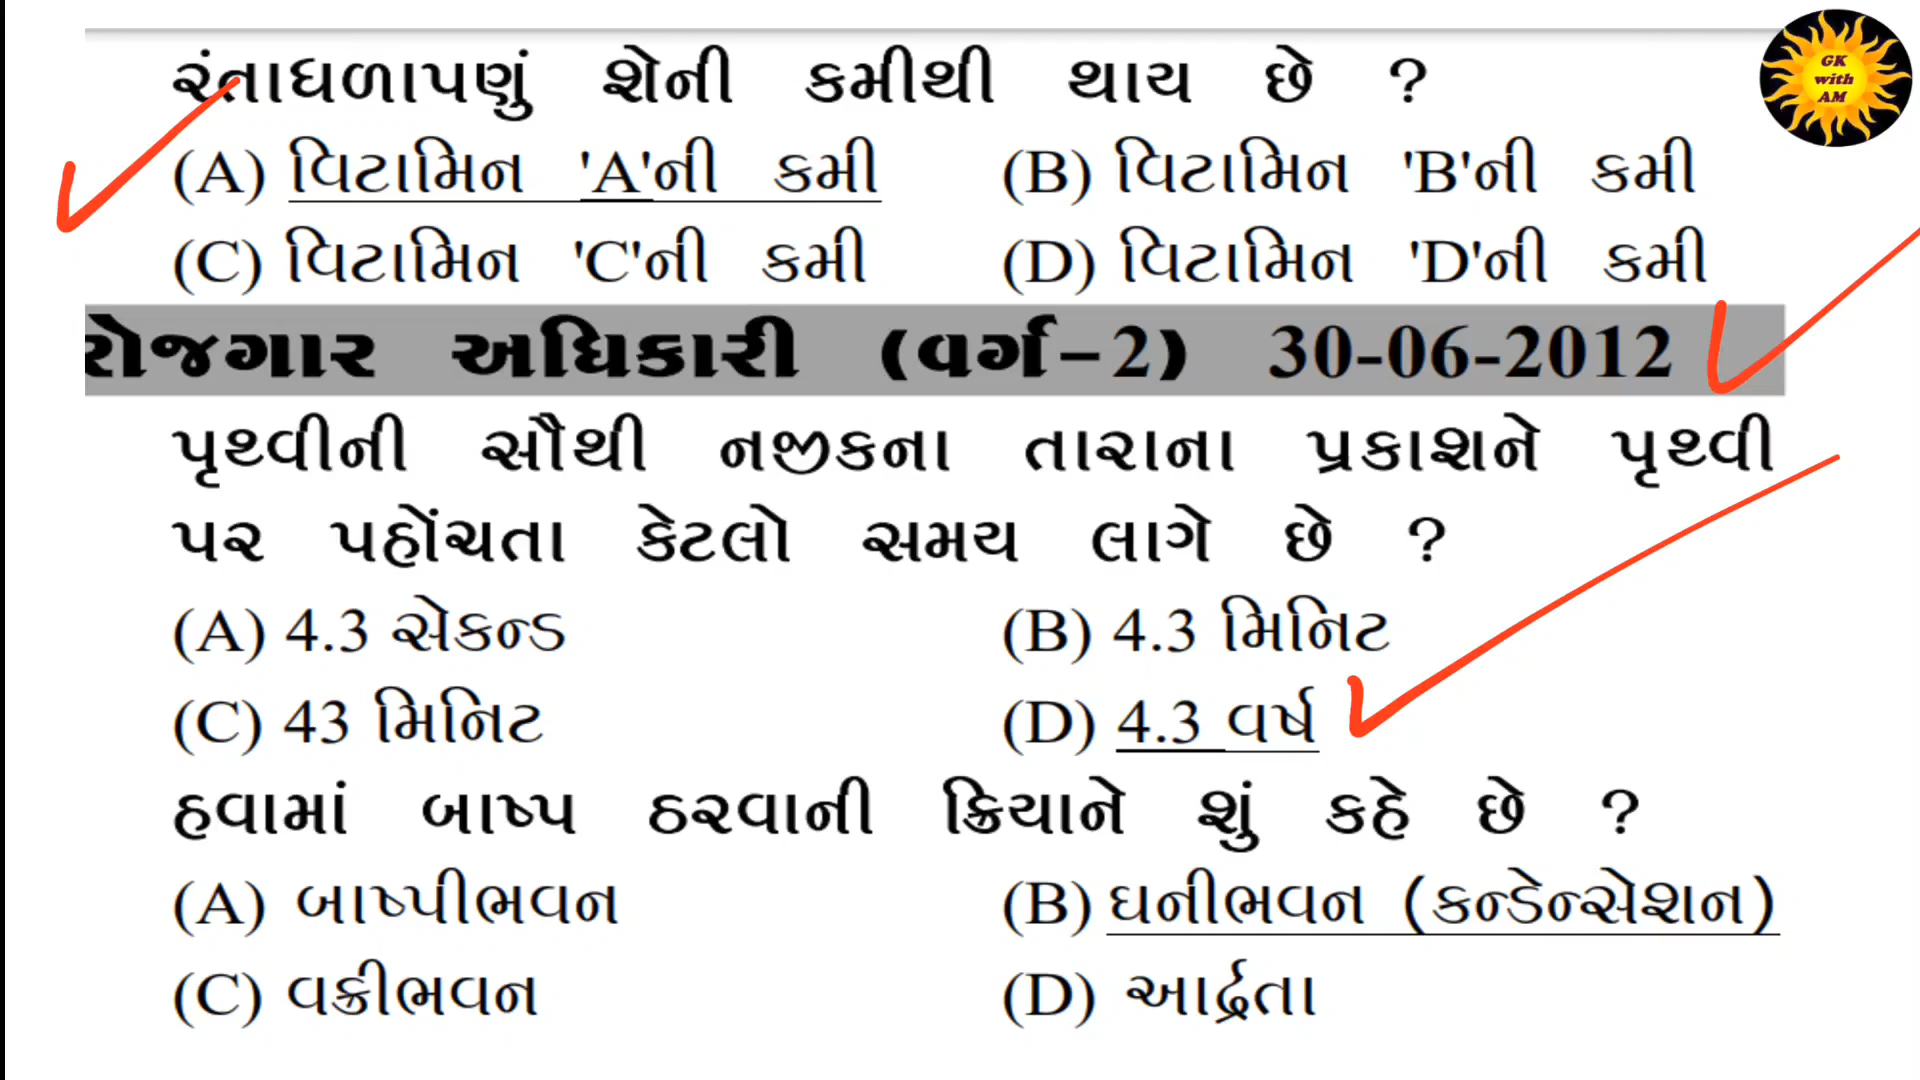 રંતાધળાપણું શેની કમીથી થાય છે ?
(A) વિટામિન 'A'ની કમી (B) વિટામિન 'B'ની કમી
(C) વિટામિન 'C'ની કમી (D) વિટામિન 'D'ની કમી
રોજગાર અધિકારી (વર્ગ–2) 30-06-2012
પૃથ્વીની સૌથી નજીકના તારાના પ્રકાશને પૃથ્વી
પર પહોંચતા કેટલો સમય લાગે છે ?
(A) 4.3 સેકન્ડ (B) 4.3 મિનિટ
(C) 43 મિનિટ (D) 4.3 વર્ષ
હવામાં બાષ્પ ઠરવાની ક્રિયાને શું કહે છે ?
(A) બાષ્પીભવન (B) ઘનીભવન (કન્ડેન્સેશન)
(C) વક્રીભવન (D) આર્દ્રતા
GK
with
AM